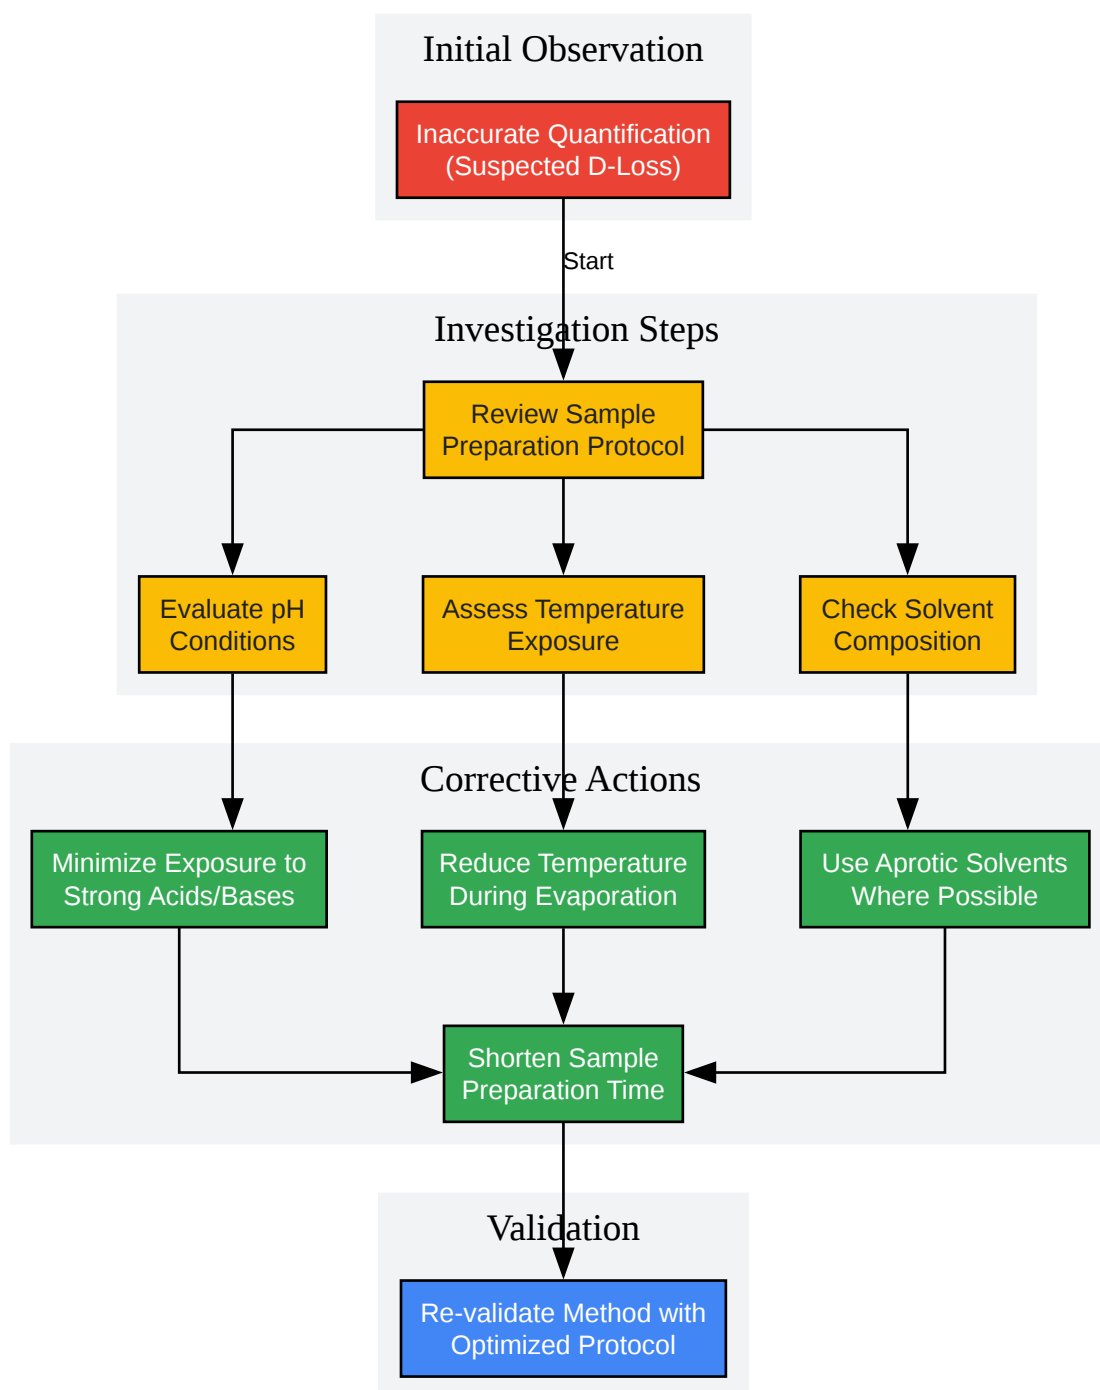 Initial Observation
Inaccurate Quantification
(Suspected D-Loss)
Start
Investigation Steps
Review Sample
Preparation Protocol
Evaluate pH
Conditions
Assess Temperature
Exposure
Check Solvent
Composition
Corrective Actions
Minimize Exposure to
Strong Acids/Bases
Reduce Temperature
During Evaporation
Use Aprotic Solvents
Where Possible
Shorten Sample
Preparation Time
Validation
Re-validate Method with
Optimized Protocol